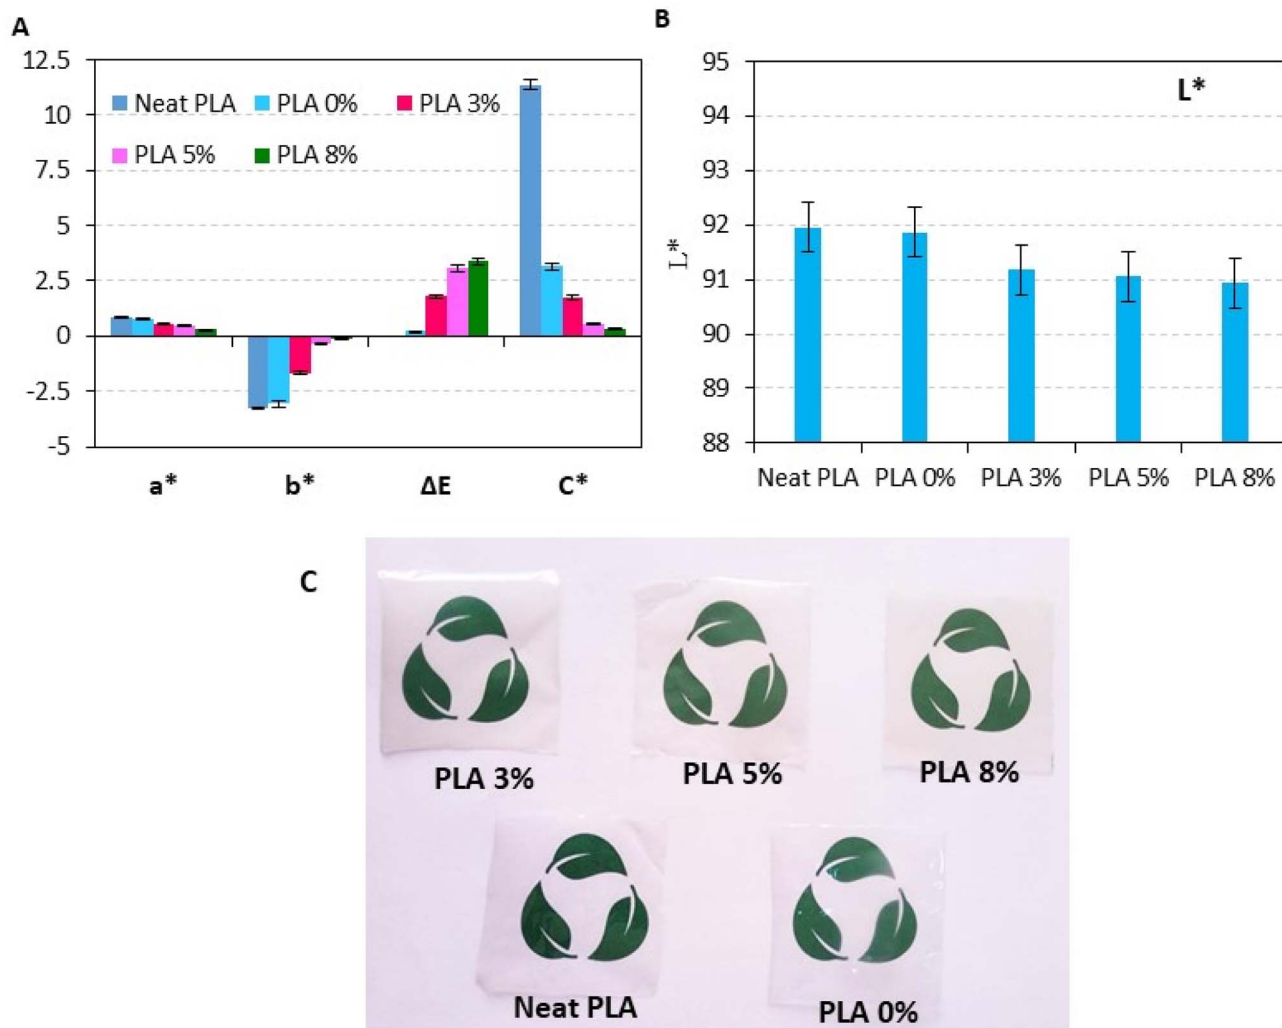 A
12.5
10
7.5
5
2.5
0
-2.5
-5
Neat PLA PLA 0% PLA 3%
PLA 5% PLA 8%
a* b* ΔE C*
B
95
94
93
92
91
90
89
88
L*
L*
Neat PLA PLA 0% PLA 3% PLA 5% PLA 8%
C
PLA 3% PLA 5% PLA 8%
Neat PLA PLA 0%